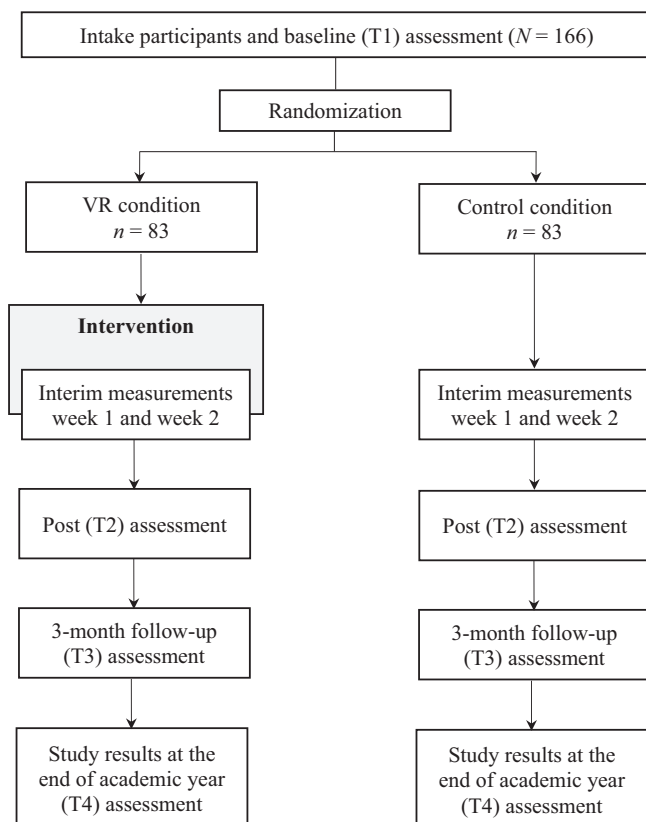 Intake participants and baseline (T1) assessment (N = 166)
Randomization
VR condition
n = 83
Control condition
n = 83
Intervention
Interim measurements
week 1 and week 2
Interim measurements
week 1 and week 2
Post (T2) assessment
Post (T2) assessment
3-month follow-up
(T3) assessment
3-month follow-up
(T3) assessment
Study results at the
end of academic year
(T4) assessment
Study results at the
end of academic year
(T4) assessment